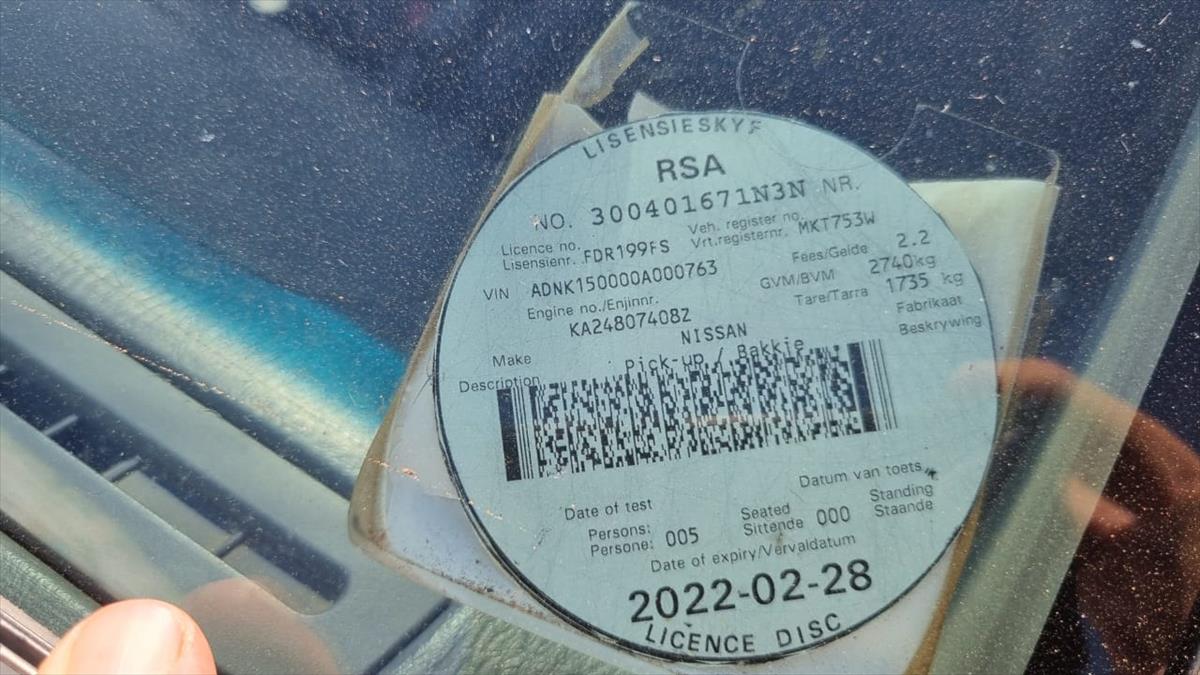 LISENSIESKYF
RSA
NO. 300401671N3N NR.
Licence no. Lisensienr. FDR199FS Veh. register no. Vrt.registernr. MKT753W
VIN ADNK150000A000763 Fees/Gelde 2.2
Engine no./Enjinnr. GVM/BVM 2740kg
KA24807408Z Tare/Tarra 1735 kg
Make NISSAN Fabrikaat
Description pick-up / Bakkie Beskrywing
Date of test Datum van toets
Persons: Persone: 005 Seated Sittende 000 Standing Staande
Date of expiry/Vervaldatum
2022-02-28
LICENCE DISC